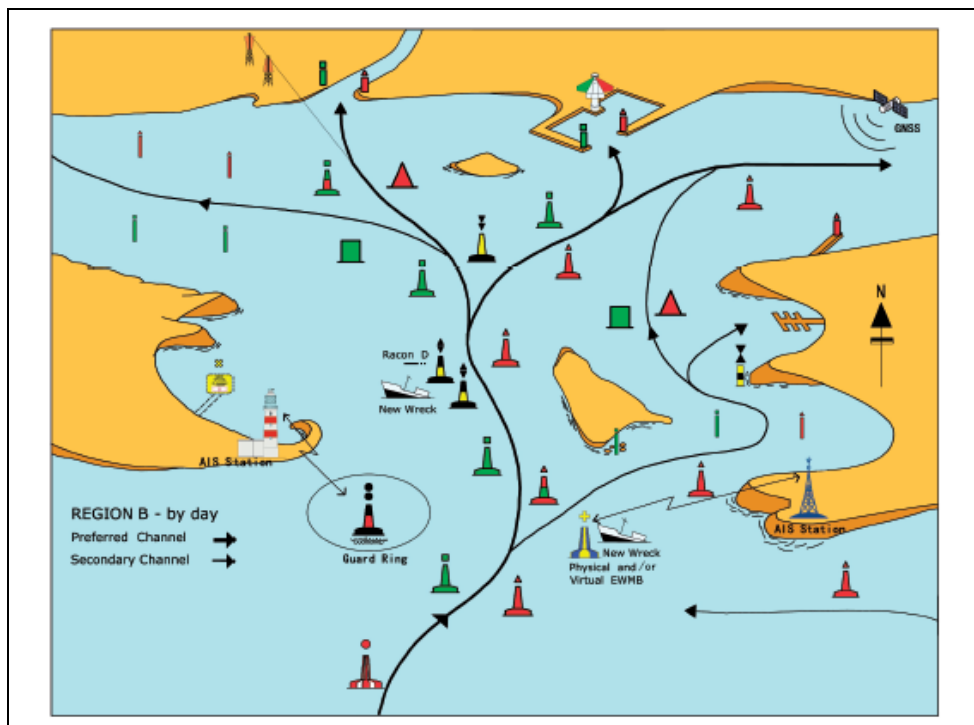 GNSS
N
Racon D
New Wreck
AIS Station
REGION B - by day
Preferred Channel
Secondary Channel
Guard Ring
New Wreck
Physical and/or
Virtual EWMB
AIS Station